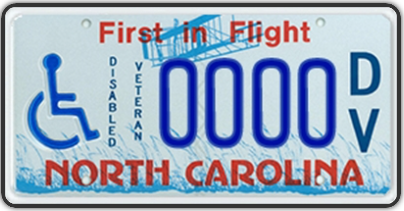 First in Flight
DISABLED
VETERAN
0000
DV
NORTH CAROLINA